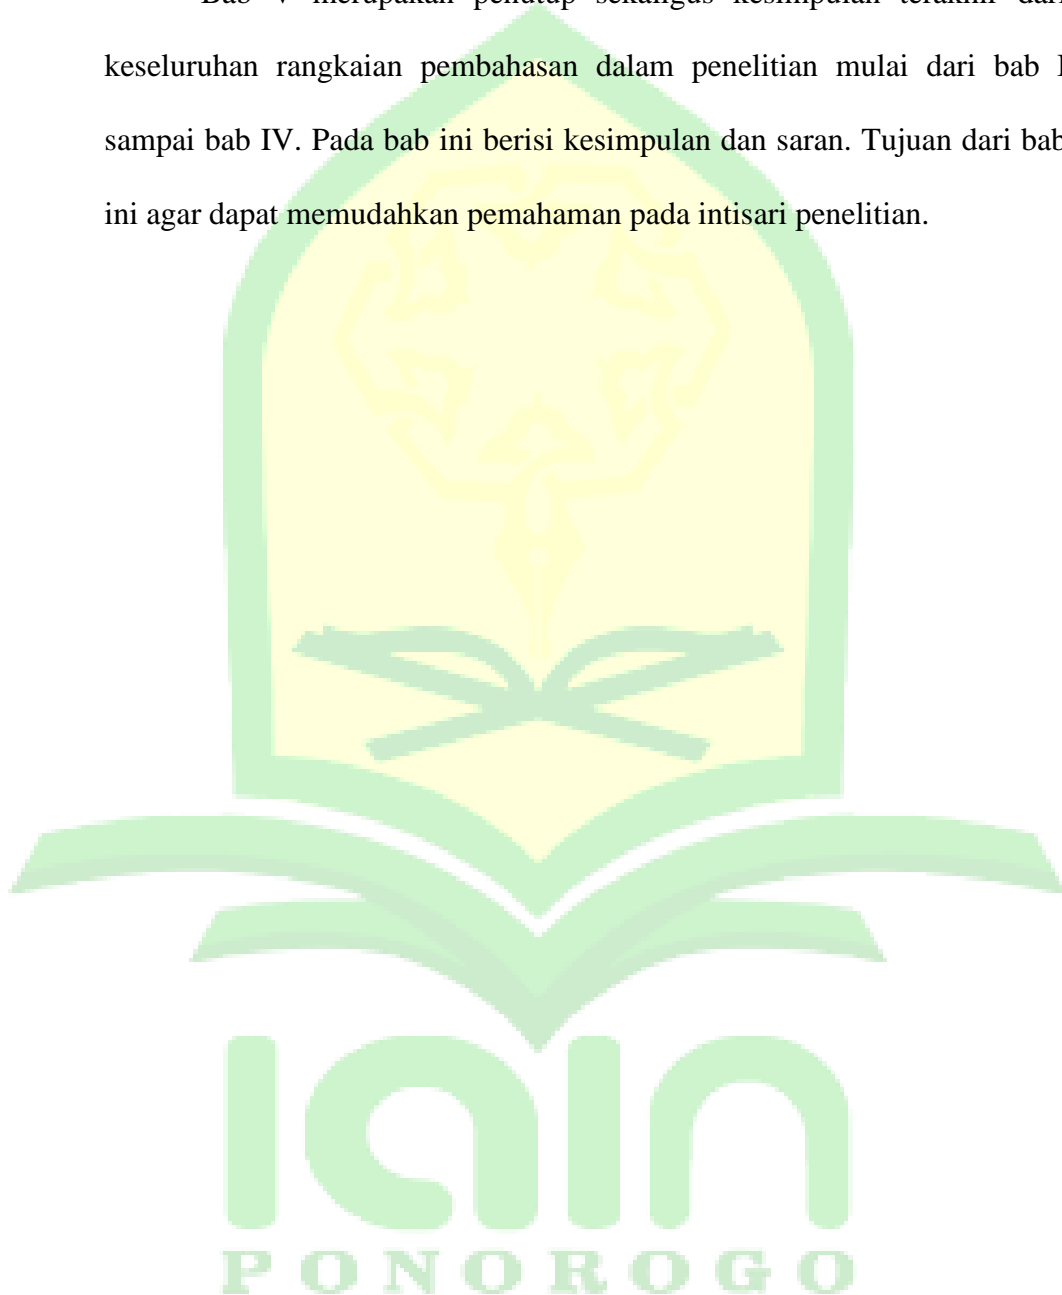 Bab V merupakan penutup sekaligus kesimpulan terakhir dari
keseluruhan rangkaian pembahasan dalam penelitian mulai dari bab I
sampai bab IV. Pada bab ini berisi kesimpulan dan saran. Tujuan dari bab
ini agar dapat memudahkan pemahaman pada intisari penelitian.
iain
PONOROGO